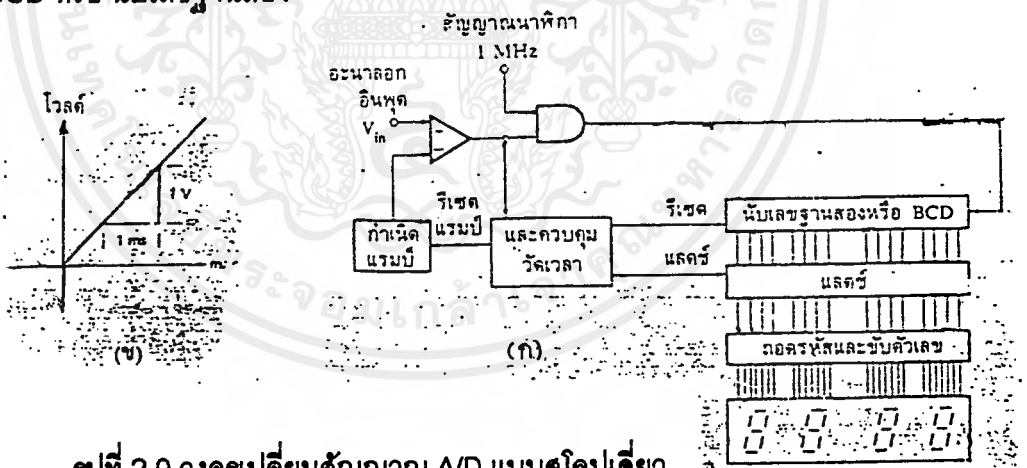 สัญญาณนาฬิกา
1 MHz
อะนาลอก
อินพุต
V_in
โวลต์
1 V
1 ms
(ข)
กำเนิด
แรมป์
รีเซต
แรมป์
และควบคุม
วัดเวลา
รีเซต
แลตช์
นับเลขฐานสองหรือ BCD
แลตช์
ถอดรหัสและขับตัวเลข
8 8 8 8
(ก)
รูปที่ 2.9 วงจรเปลี่ยนสัญญาณ A/D แบบสโลปเดี่ยว